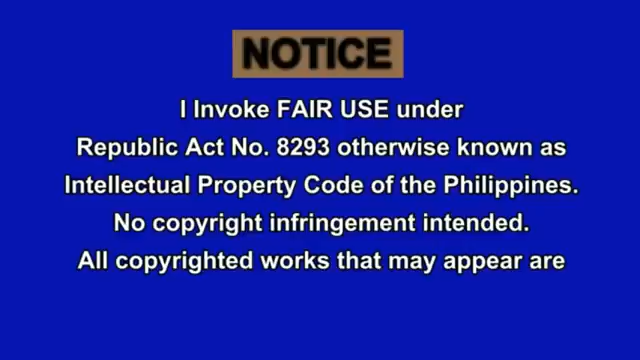 NOTICE
I Invoke FAIR USE under
Republic Act No. 8293 otherwise known as
Intellectual Property Code of the Philippines.
No copyright infringement intended.
All copyrighted works that may appear are